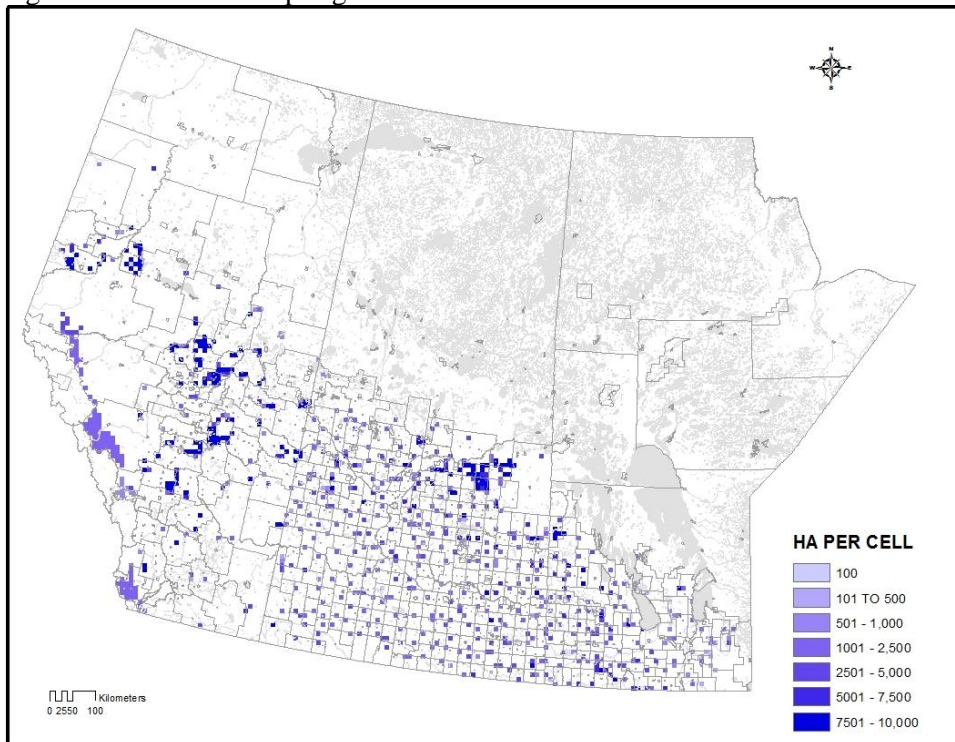 N
W E
S
HA PER CELL
100
101 TO 500
501 - 1,000
1001 - 2,500
2501 - 5,000
5001 - 7,500
7501 - 10,000
Kilometers
0 2550 100